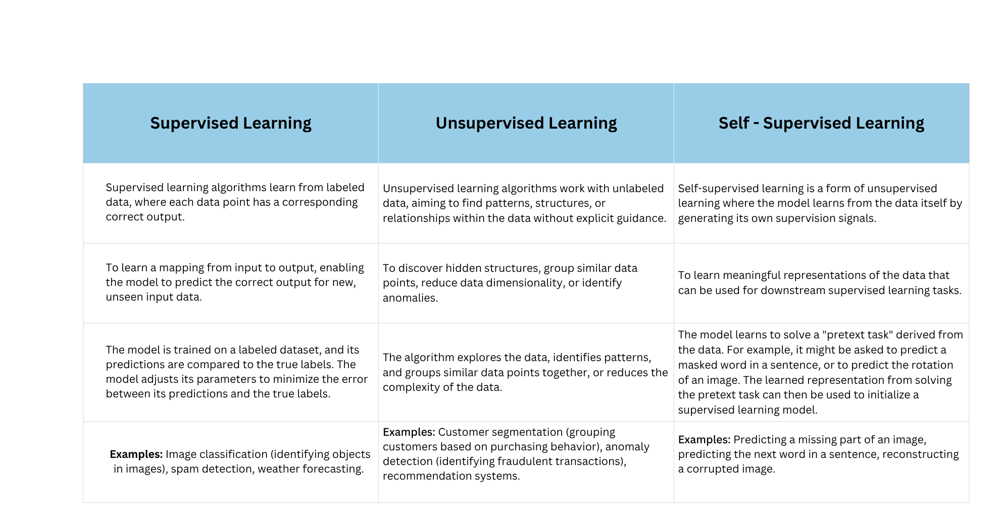 Supervised Learning
Unsupervised Learning
Self - Supervised Learning
Supervised learning algorithms learn from labeled
data, where each data point has a corresponding
correct output.
Unsupervised learning algorithms work with unlabeled
data, aiming to find patterns, structures, or
relationships within the data without explicit guidance.
Self-supervised learning is a form of unsupervised
learning where the model learns from the data itself by
generating its own supervision signals.
To learn a mapping from input to output, enabling
the model to predict the correct output for new,
unseen input data.
To discover hidden structures, group similar data
points, reduce data dimensionality, or identify
anomalies.
To learn meaningful representations of the data that
can be used for downstream supervised learning tasks.
The model is trained on a labeled dataset, and its
predictions are compared to the true labels. The
model adjusts its parameters to minimize the error
between its predictions and the true labels.
The algorithm explores the data, identifies patterns,
and groups similar data points together, or reduces the
complexity of the data.
The model learns to solve a "pretext task" derived from
the data. For example, it might be asked to predict a
masked word in a sentence, or to predict the rotation
of an image. The learned representation from solving
the pretext task can then be used to initialize a
supervised learning model.
Examples: Image classification (identifying objects
in images), spam detection, weather forecasting.
Examples: Customer segmentation (grouping
customers based on purchasing behavior), anomaly
detection (identifying fraudulent transactions),
recommendation systems.
Examples: Predicting a missing part of an image,
predicting the next word in a sentence, reconstructing
a corrupted image.